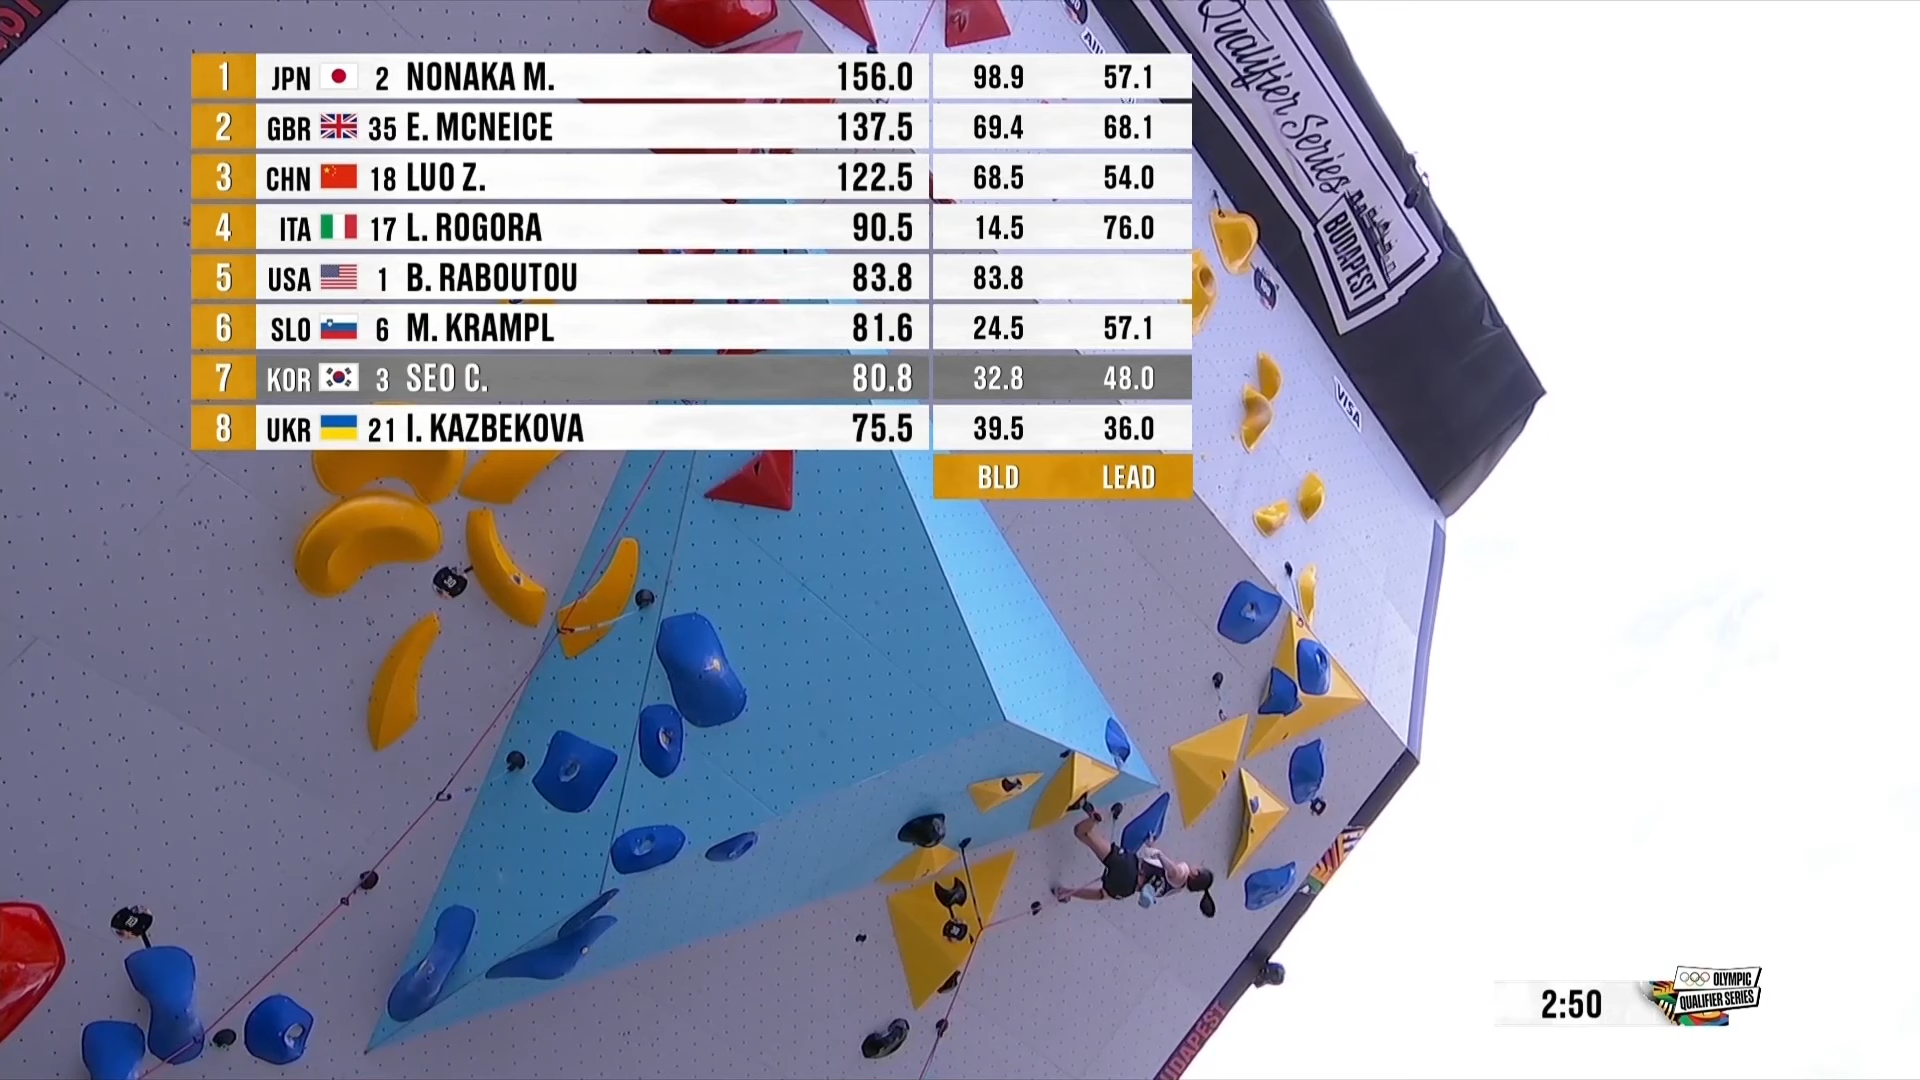 1 JPN 2 NONAKA M. 156.0 98.9 57.1
2 GBR 35 E. MCNEICE 137.5 69.4 68.1
3 CHN 18 LUO Z. 122.5 68.5 54.0
4 ITA 17 L. ROGORA 90.5 14.5 76.0
5 USA 1 B. RABOUTOU 83.8 83.8
6 SLO 6 M. KRAMPL 81.6 24.5 57.1
7 KOR 3 SEO C. 80.8 32.8 48.0
8 UKR 21 I. KAZBEKOVA 75.5 39.5 36.0
BLD LEAD
Qualifier Series
BUDAPEST
VISA
30
10
2:50
OLYMPIC
QUALIFIER SERIES